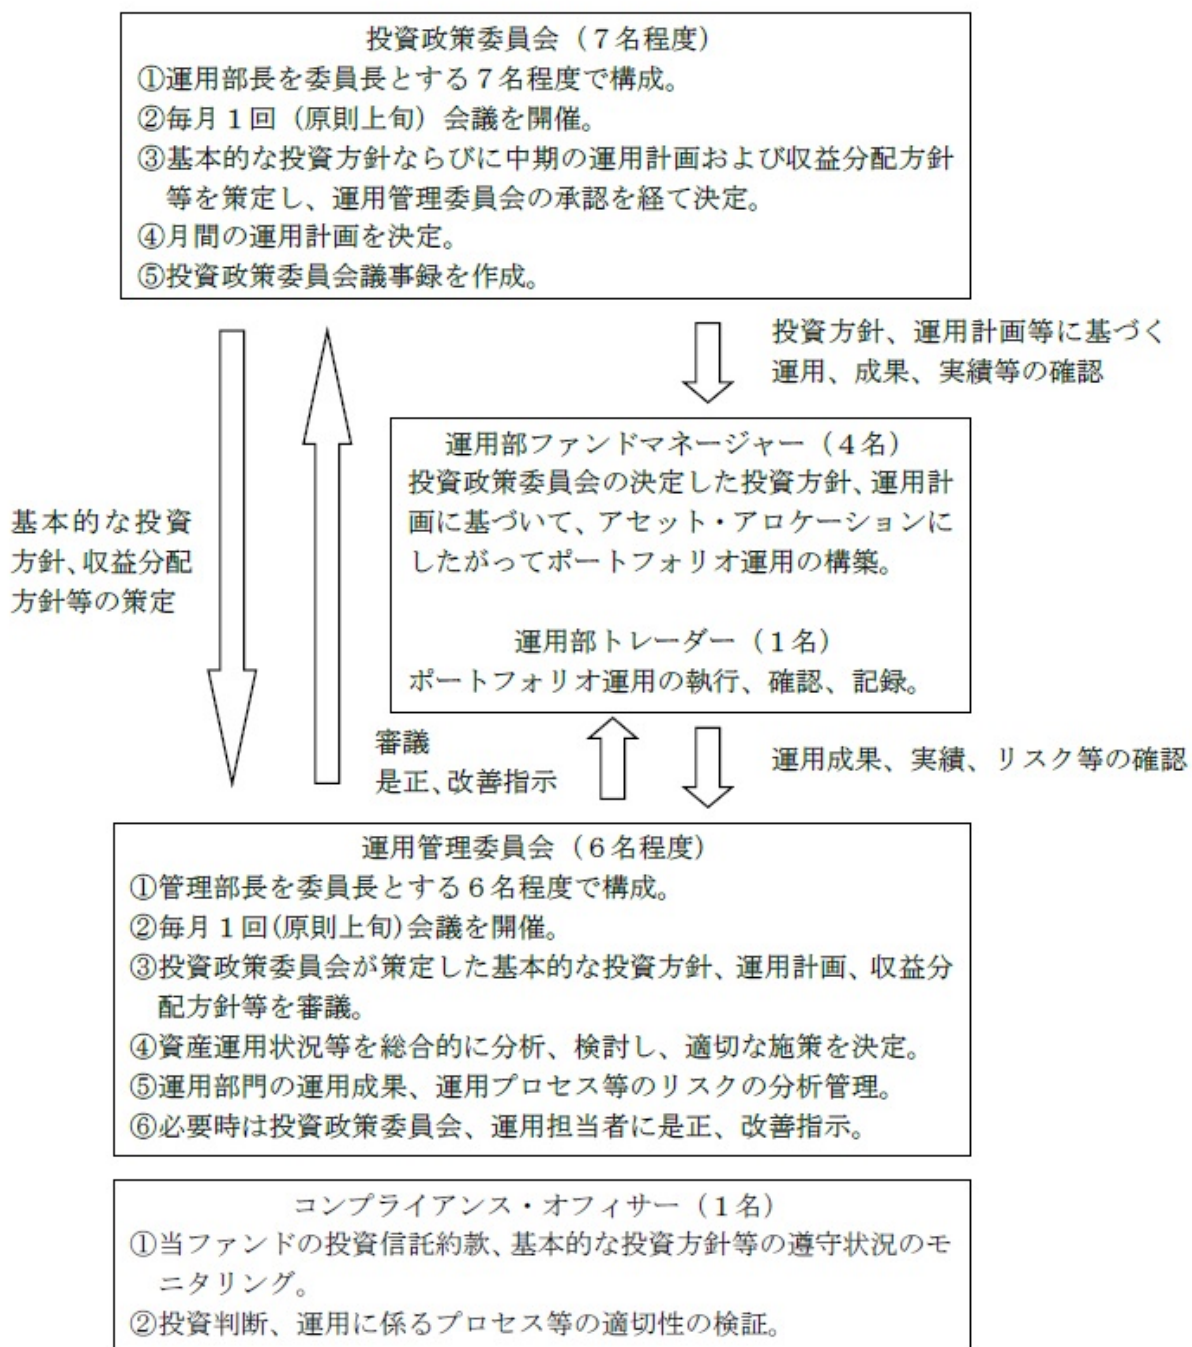 投資政策委員会（７名程度）
①運用部長を委員長とする７名程度で構成。
②毎月１回（原則上旬）会議を開催。
③基本的な投資方針ならびに中期の運用計画および収益分配方針
等を策定し、運用管理委員会の承認を経て決定。
④月間の運用計画を決定。
⑤投資政策委員会議事録を作成。
投資方針、運用計画等に基づく
運用、成果、実績等の確認
運用部ファンドマネージャー（４名）
投資政策委員会の決定した投資方針、運用計
画に基づいて、アセット・アロケーションに
したがってポートフォリオ運用の構築。
運用部トレーダー（１名）
ポートフォリオ運用の執行、確認、記録。
基本的な投資
方針、収益分配
方針等の策定
審議
是正、改善指示
運用成果、実績、リスク等の確認
運用管理委員会（６名程度）
①管理部長を委員長とする６名程度で構成。
②毎月１回(原則上旬)会議を開催。
③投資政策委員会が策定した基本的な投資方針、運用計画、収益分
配方針等を審議。
④資産運用状況等を総合的に分析、検討し、適切な施策を決定。
⑤運用部門の運用成果、運用プロセス等のリスクの分析管理。
⑥必要時は投資政策委員会、運用担当者に是正、改善指示。
コンプライアンス・オフィサー（１名）
①当ファンドの投資信託約款、基本的な投資方針等の遵守状況のモ
ニタリング。
②投資判断、運用に係るプロセス等の適切性の検証。